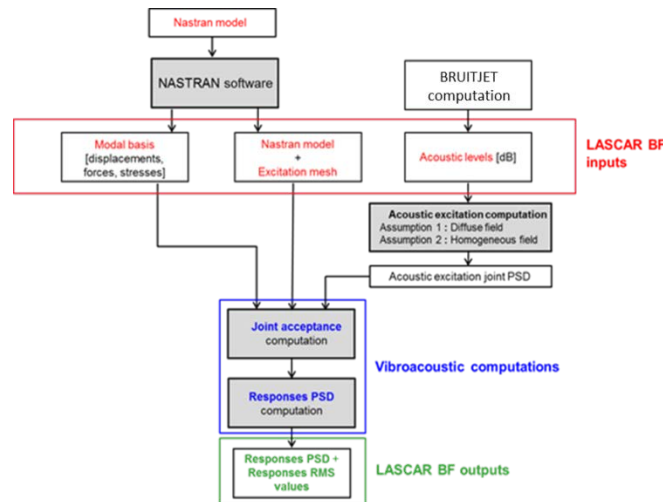 Nastran model
NASTRAN software
BRUITJET
computation
Modal basis
[displacements,
forces, stresses]
Nastran model
+
Excitation mesh
Acoustic levels [dB]
LASCAR BF
inputs
Acoustic excitation computation
Assumption 1 : Diffuse field
Assumption 2 : Homogeneous field
Acoustic excitation joint PSD
Joint acceptance
computation
Vibroacoustic computations
Responses PSD
computation
Responses PSD +
Responses RMS
values
LASCAR BF outputs